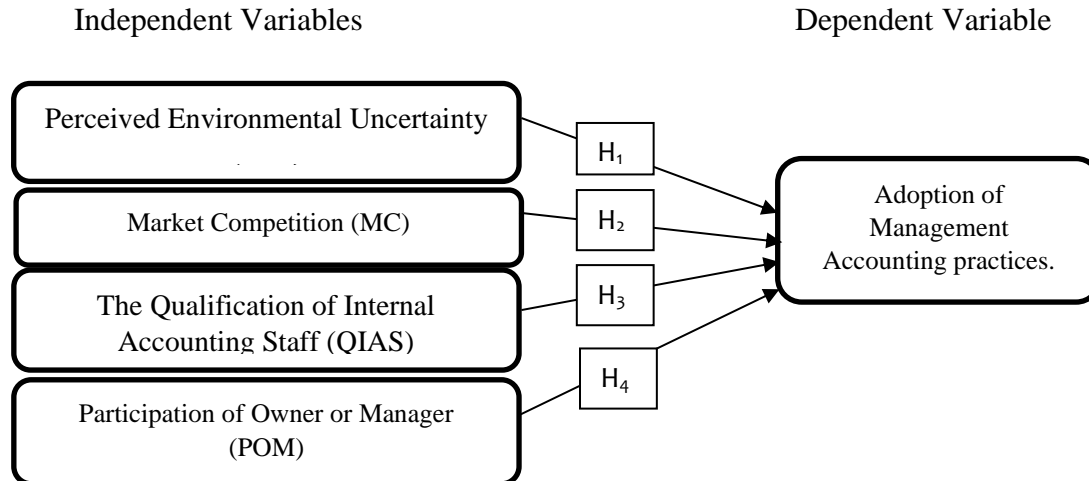 Independent Variables
Dependent Variable
Perceived Environmental Uncertainty
H₁
Market Competition (MC)
H₂
The Qualification of Internal
Accounting Staff (QIAS)
H₃
Participation of Owner or Manager
(POM)
H₄
Adoption of
Management
Accounting practices.